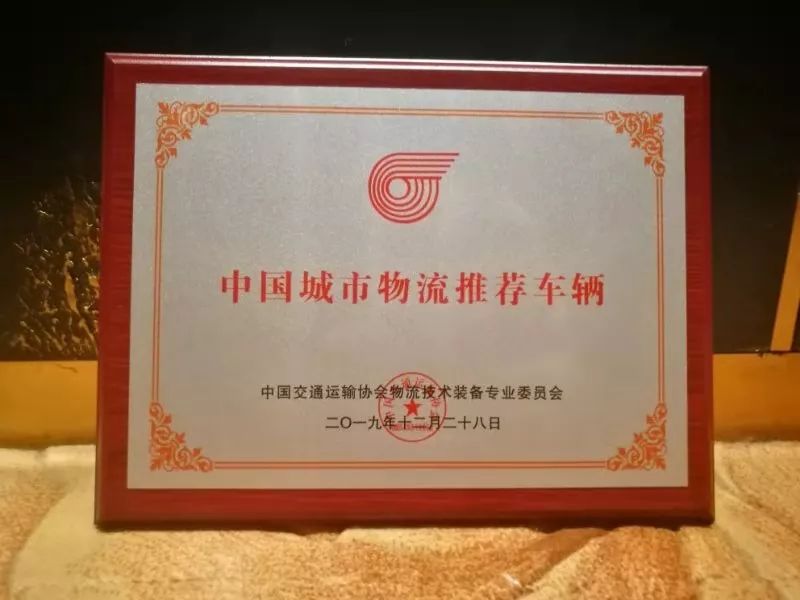 中国城市物流推荐车辆
中国交通运输协会物流技术装备专业委员会
二〇一九年十二月二十八日